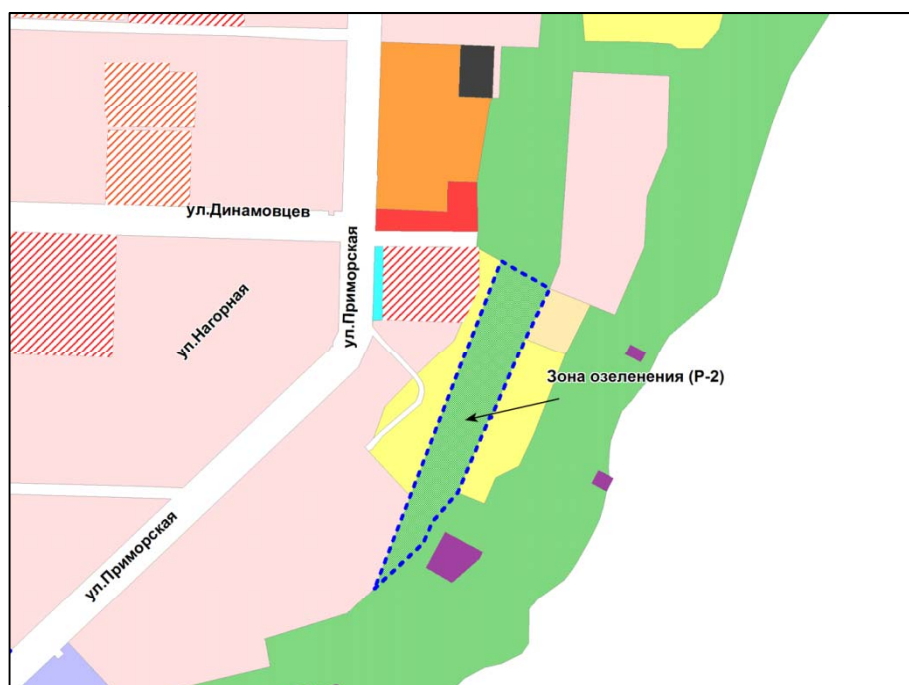 ул.Динамовцев
ул.Приморская
ул.Нагорная
Зона озеленения (Р-2)
ул.Приморская